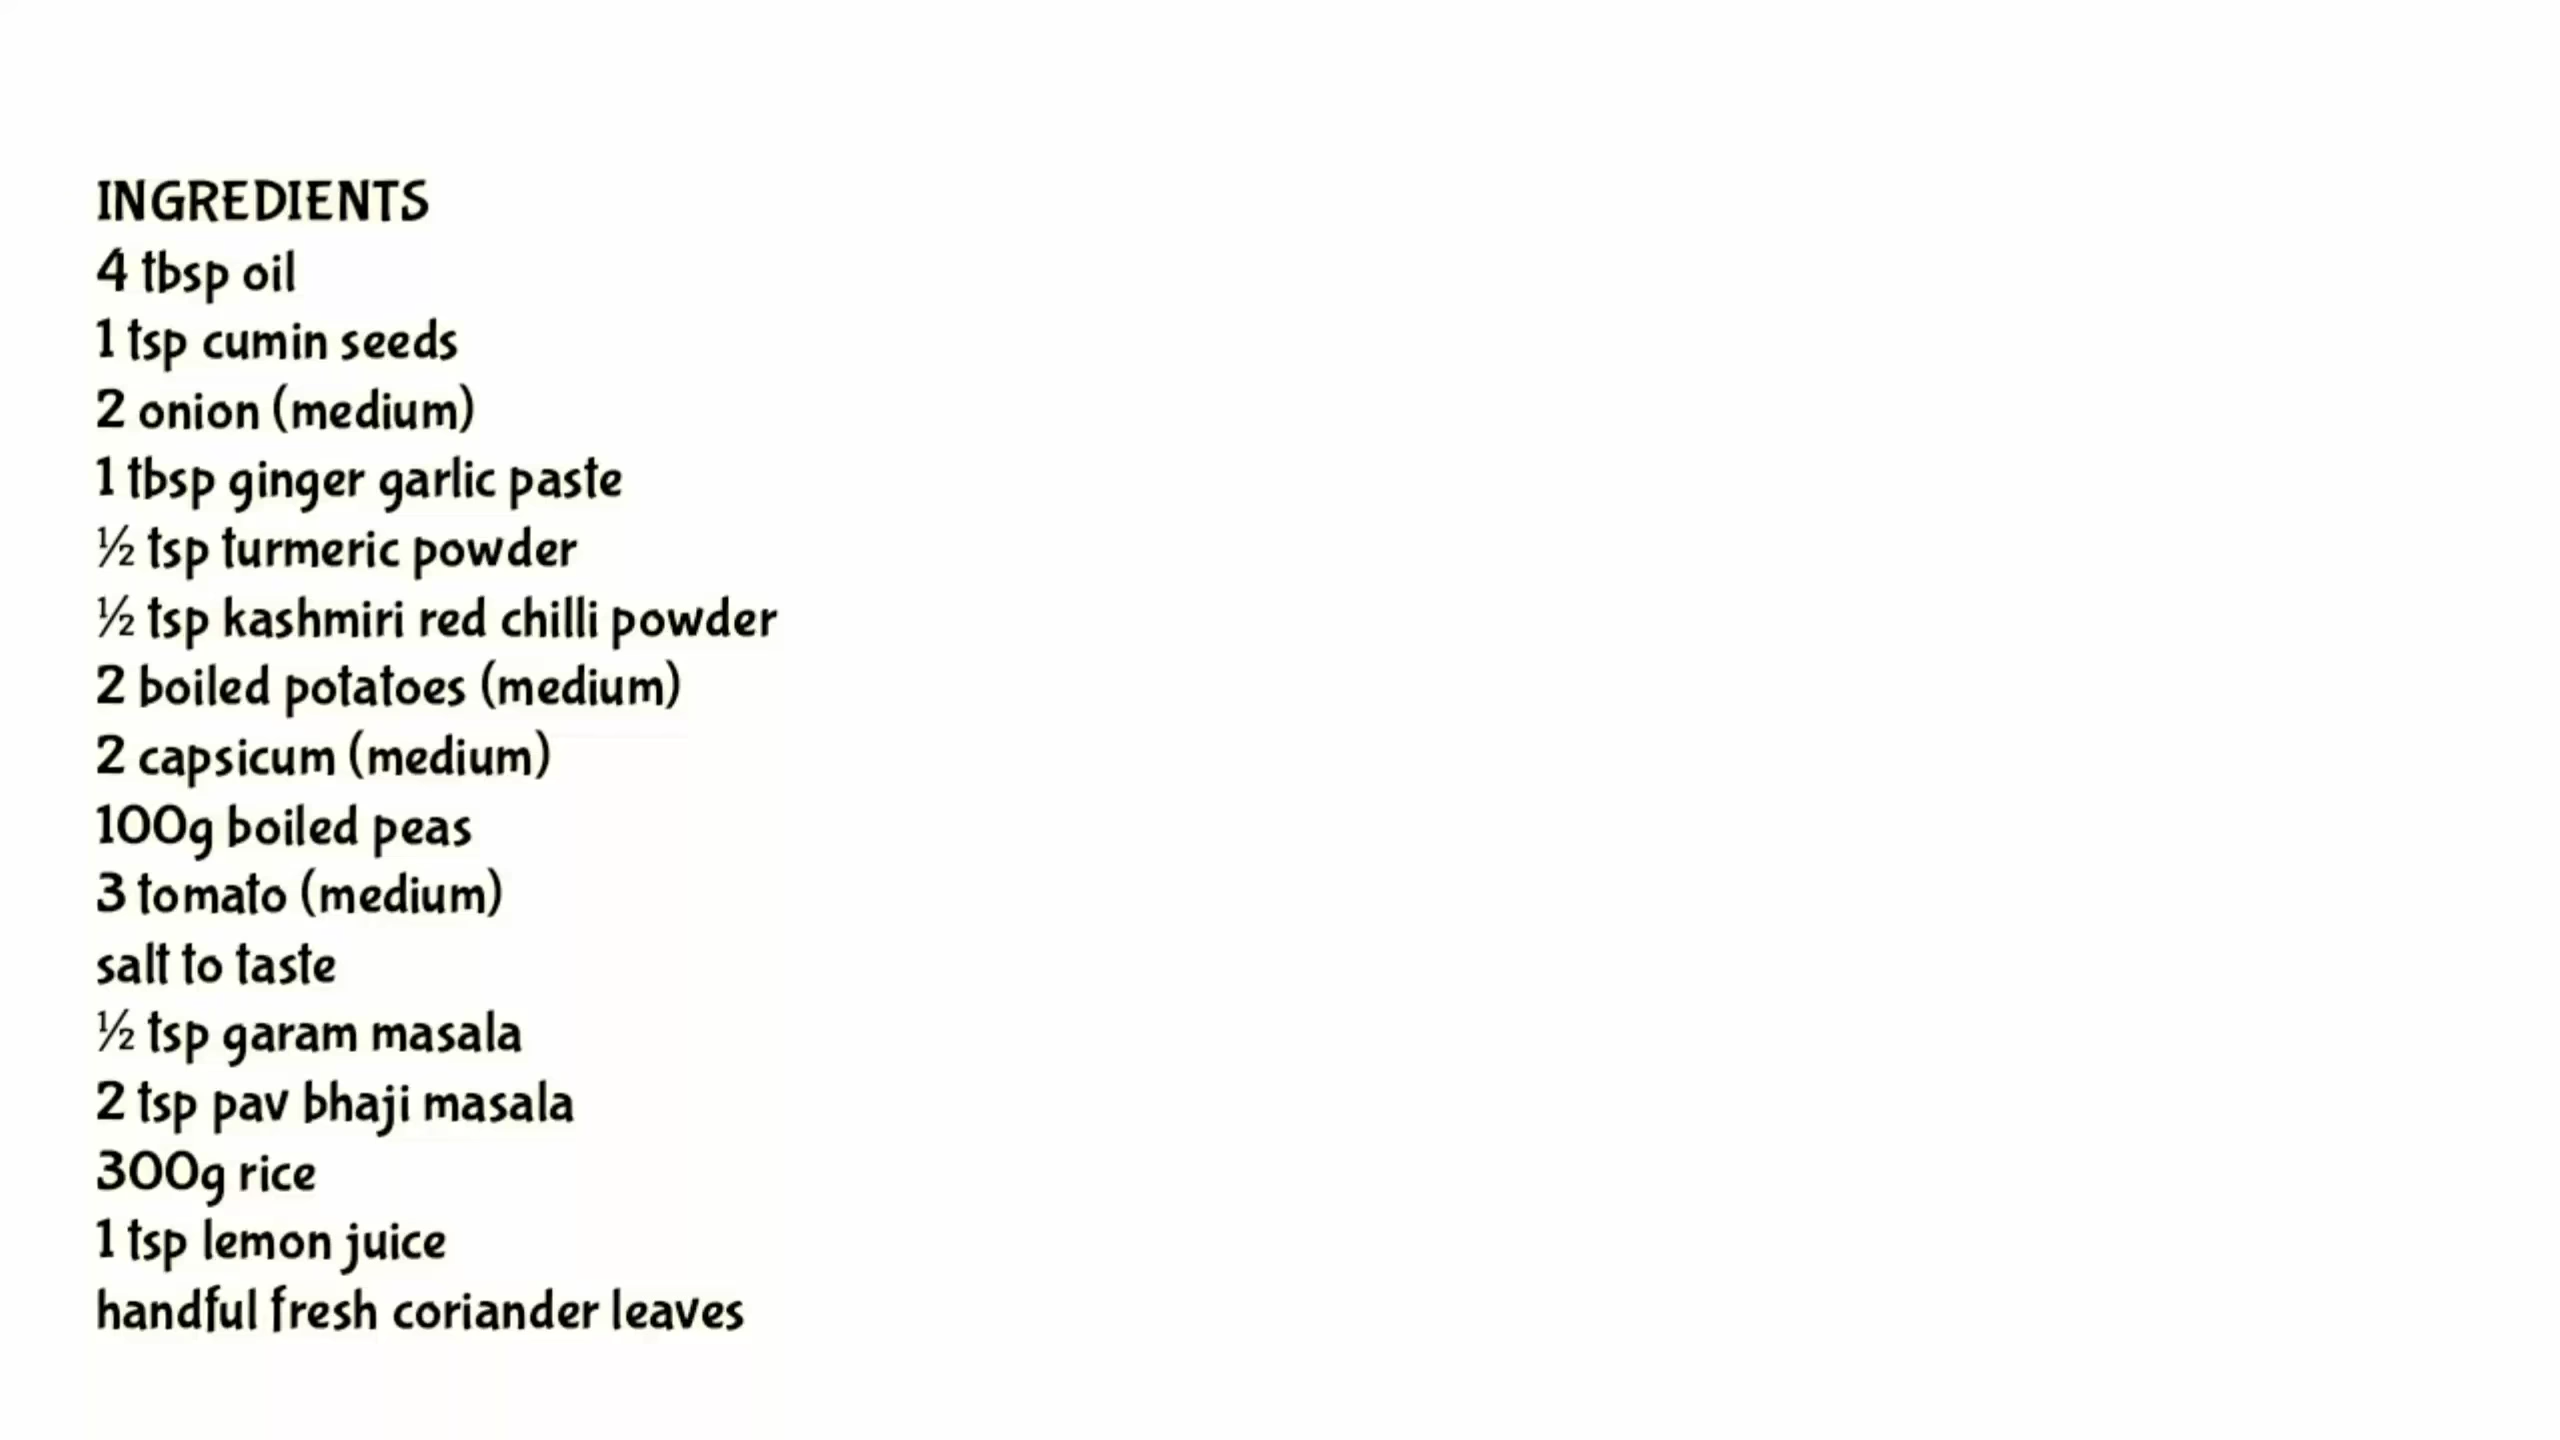 INGREDIENTS
4 tbsp oil
1 tsp cumin seeds
2 onion (medium)
1 tbsp ginger garlic paste
½ tsp turmeric powder
½ tsp kashmiri red chilli powder
2 boiled potatoes (medium)
2 capsicum (medium)
100g boiled peas
3 tomato (medium)
salt to taste
½ tsp garam masala
2 tsp pav bhaji masala
300g rice
1 tsp lemon juice
handful fresh coriander leaves